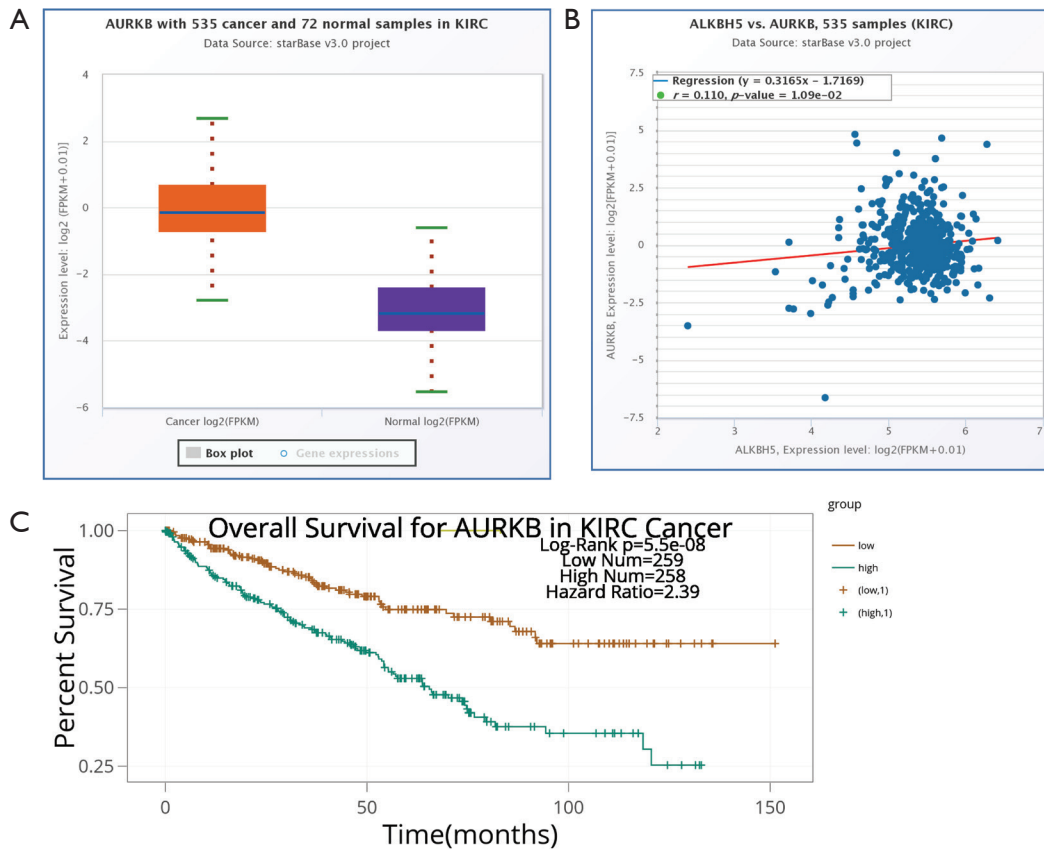 A
AURKB with 535 cancer and 72 normal samples in KIRC
Data Source: starBase v3.0 project
Expression level: log2 (FPKM+0.01)]
4
2
0
−2
−4
−6
Cancer log2(FPKM)
Normal log2(FPKM)
Box plot
Gene expressions
B
ALKBH5 vs. AURKB, 535 samples (KIRC)
Data Source: starBase v3.0 project
Regression (y = 0.3165x − 1.7169)
r = 0.110, p-value = 1.09e−02
AURKB, Expression level: log2[FPKM+0.01)]
7.5
5
2.5
0
−2.5
−5
−7.5
2
3
4
5
6
7
ALKBH5, Expression level: log2(FPKM+0.01)
C
Overall Survival for AURKB in KIRC Cancer
Log-Rank p=5.5e-08
Low Num=259
High Num=258
Hazard Ratio=2.39
Percent Survival
1.00
0.75
0.50
0.25
0
50
100
150
Time(months)
group
low
high
(low,1)
(high,1)